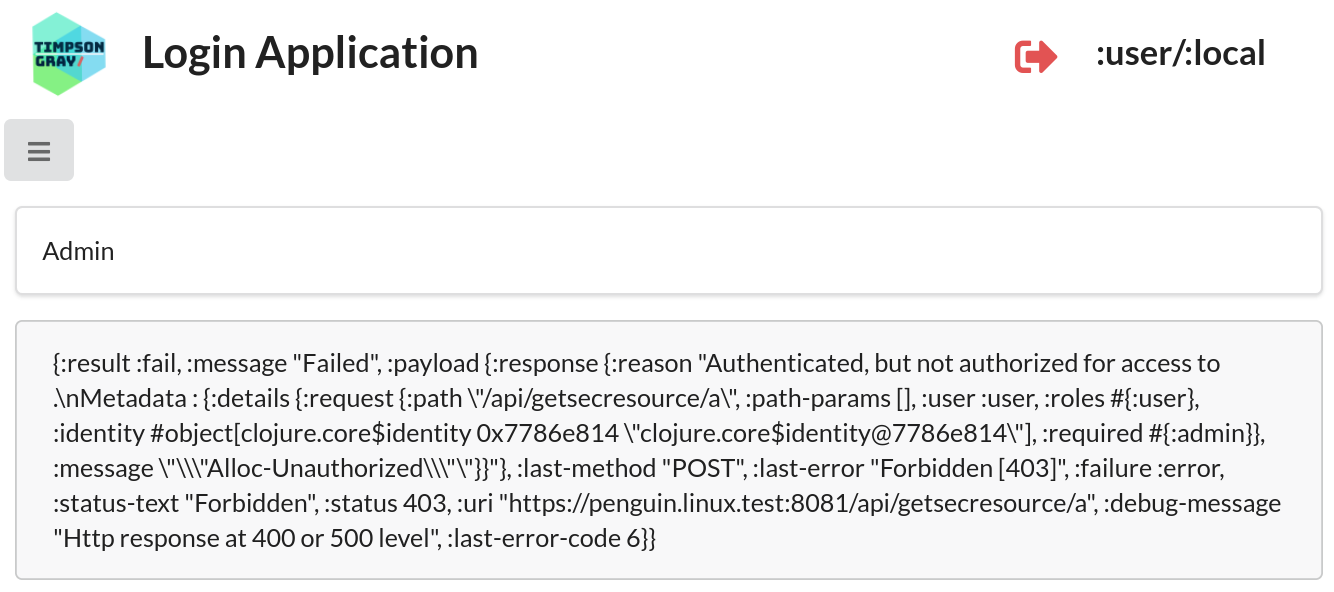 TIMPSON
GRAY/
Login Application
:user/:local
Admin
{:result :fail, :message "Failed", :payload {:response {:reason "Authenticated, but not authorized for access to
.\nMetadata : {:details {:request {:path \"/api/getsecresource/a\", :path-params [], :user :user, :roles #{:user},
:identity #object[clojure.core$identity 0x7786e814 \"clojure.core$identity@7786e814\"], :required #{:admin}},
:message \"\\\"Alloc-Unauthorized\\\"\"}}"}, :last-method "POST", :last-error "Forbidden [403]", :failure :error,
:status-text "Forbidden", :status 403, :uri "https://penguin.linux.test:8081/api/getsecresource/a", :debug-message
"Http response at 400 or 500 level", :last-error-code 6}}